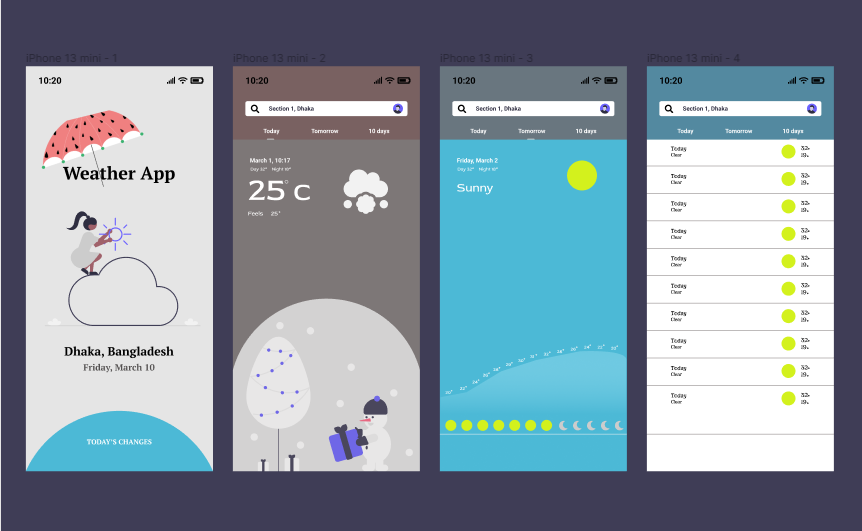 iPhone 13 mini - 1
10:20
Weather App
Dhaka, Bangladesh
Friday, March 10
TODAY'S CHANGES
iPhone 13 mini - 2
10:20
Section 1, Dhaka
Today Tomorrow 10 days
March 1, 10:17
Day 32° Night 10°
25° C
Feels 25°
iPhone 13 mini - 3
10:20
Section 1, Dhaka
Today Tomorrow 10 days
Friday, March 2
Day 32° Night 10°
Sunny
iPhone 13 mini - 4
10:20
Section 1, Dhaka
Today Tomorrow 10 days
Today 32°
Clear 19°
Today 32°
Clear 19°
Today 32°
Clear 19°
Today 32°
Clear 19°
Today 32°
Clear 19°
Today 32°
Clear 19°
Today 32°
Clear 19°
Today 32°
Clear 19°
Today 32°
Clear 19°
Today 32°
Clear 19°